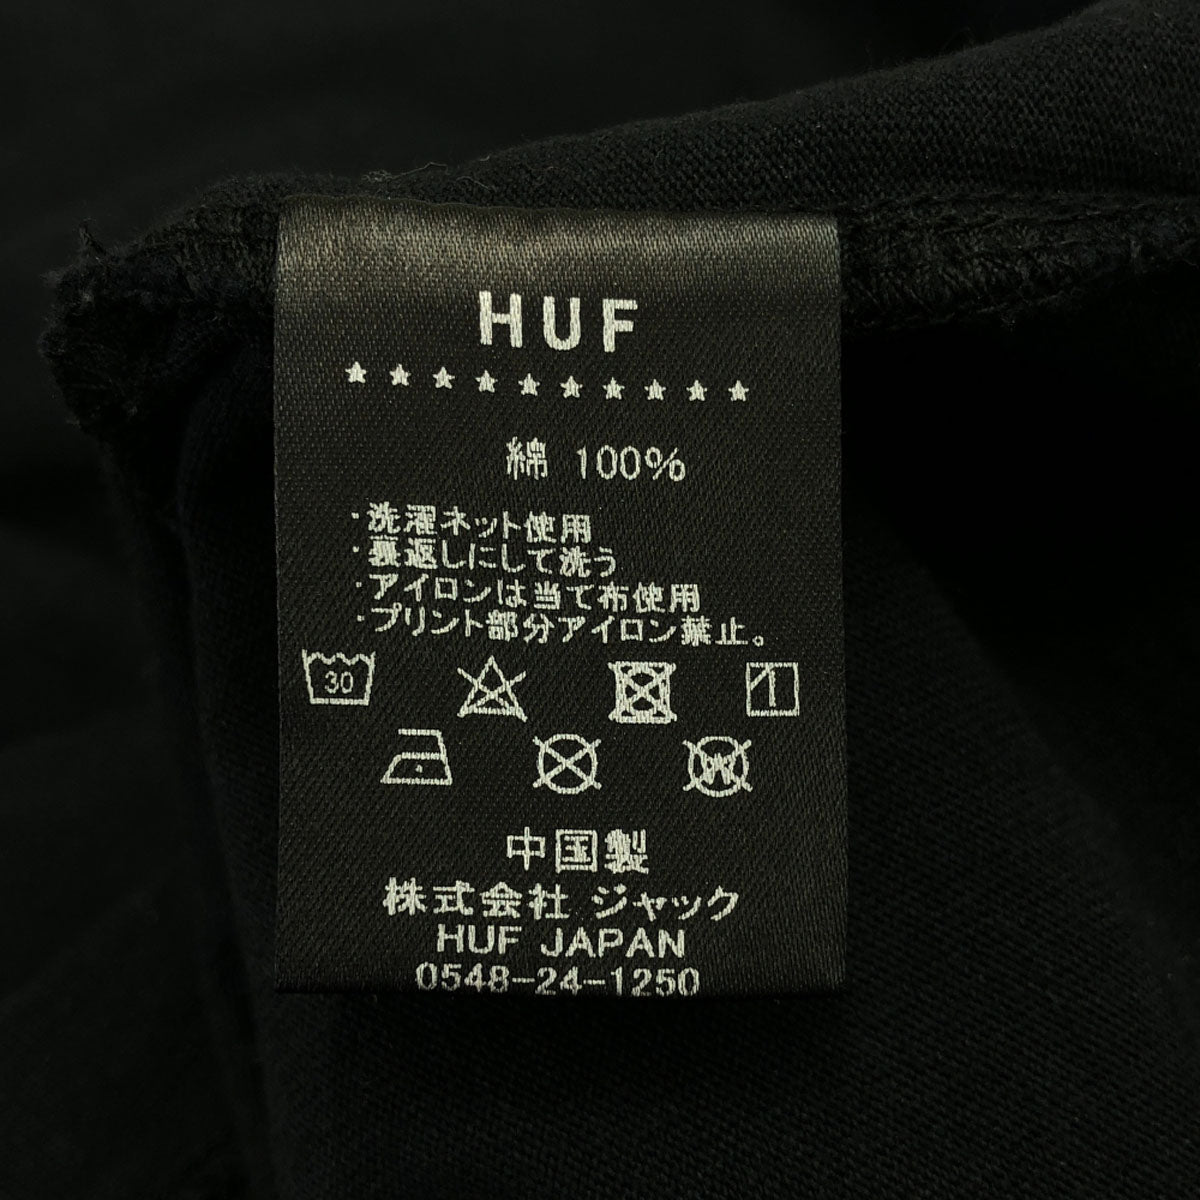 HUF
綿 100%
・洗濯ネット使用
・裏返しにして洗う
・アイロンは当て布使用
・プリント部分アイロン禁止。
30
W
中国製
株式会社 ジャック
HUF JAPAN
0548-24-1250